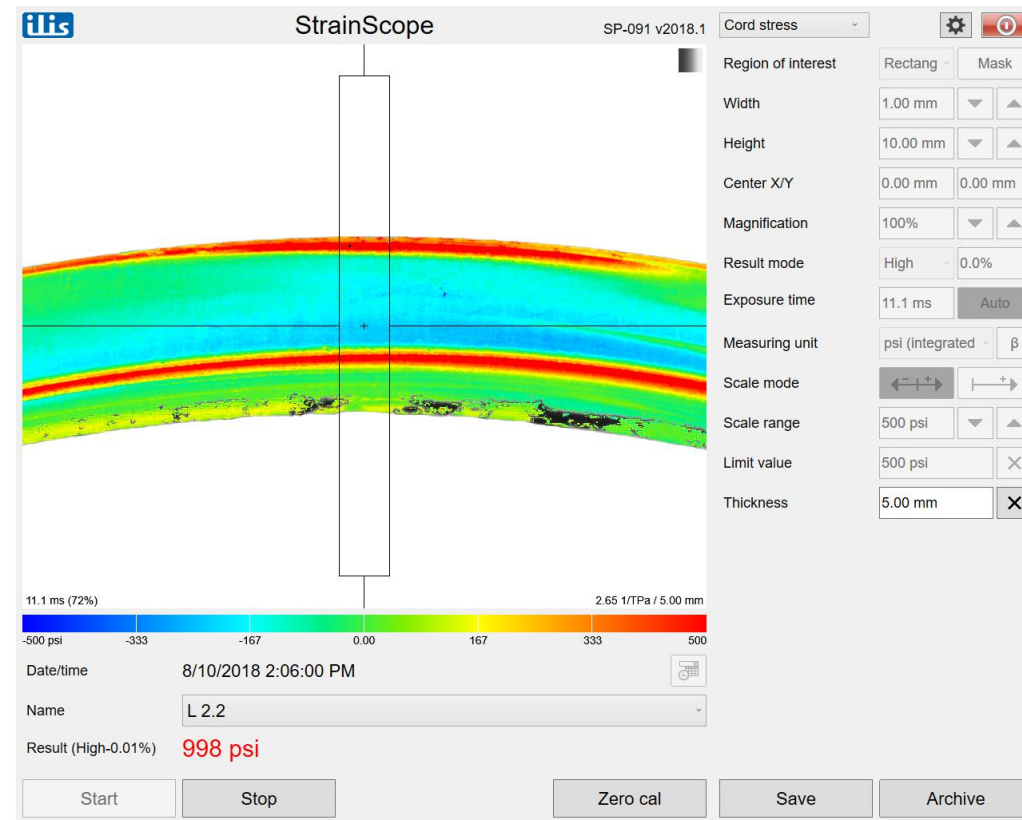 ilis
StrainScope
SP-091 v2018.1
Cord stress
Region of interest Rectang Mask
Width 1.00 mm
Height 10.00 mm
Center X/Y 0.00 mm 0.00 mm
Magnification 100%
Result mode High 0.0%
Exposure time 11.1 ms Auto
Measuring unit psi (integrated β
Scale mode - + +
Scale range 500 psi
Limit value 500 psi
Thickness 5.00 mm
11.1 ms (72%) 2.65 1/TPa / 5.00 mm
-500 psi -333 -167 0.00 167 333 500
Date/time 8/10/2018 2:06:00 PM
Name L 2.2
Result (High-0.01%) 998 psi
Start Stop Zero cal Save Archive